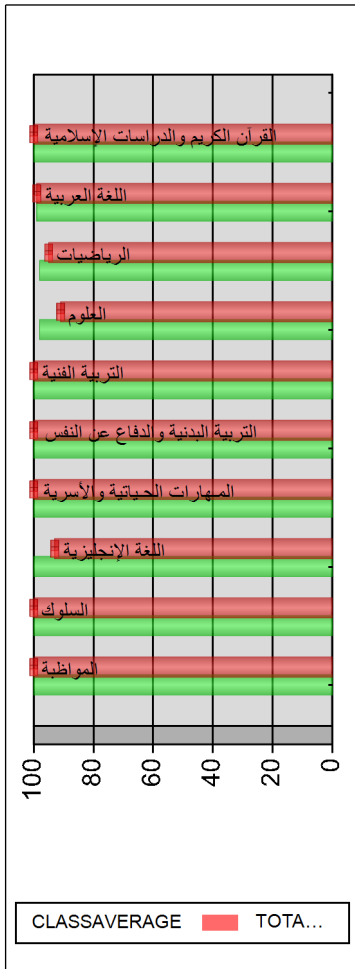 القرآن الكريم والدراسات الإسلامية
اللغة العربية
الرياضيات
العلوم
التربية الفنية
التربية البدنية والدفاع عن النفس
المهارات الحياتية والأسرية
اللغة الإنجليزية
السلوك
المواظبة
100 80 60 40 20 0
CLASSAVERAGE TOTA...